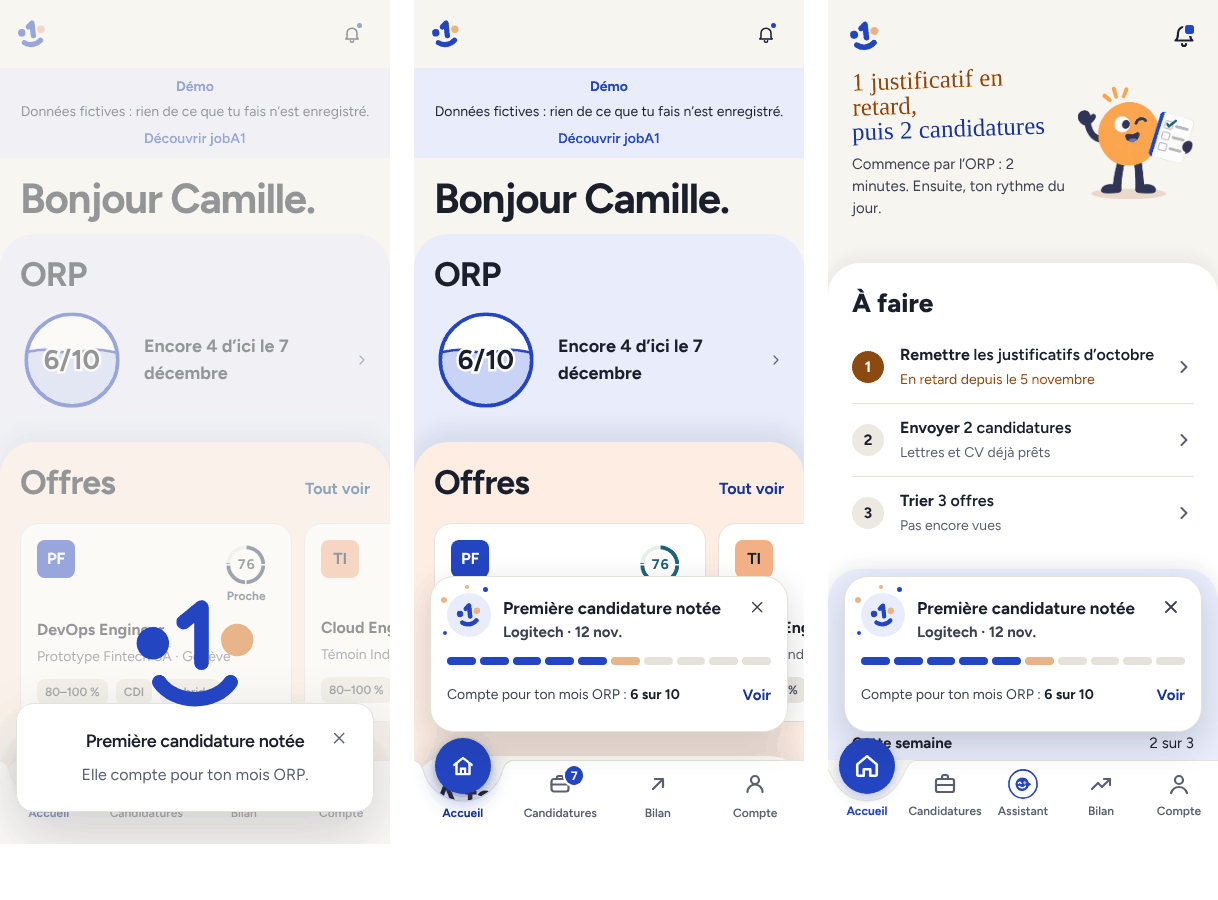 Démo
Données fictives : rien de ce que tu fais n’est enregistré.
Découvrir jobA1
Bonjour Camille.
ORP
6/10
Encore 4 d’ici le 7
décembre
Offres
Tout voir
PF
76
Proche
TI
DevOps Engineer
Prototype Fintech SA · Genève
80–100 %
CDI
Cloud Eng
Témoin Ind
80–100 %
Première candidature notée
Elle compte pour ton mois ORP.
Accueil
Candidatures
Bilan
Compte
Démo
Données fictives : rien de ce que tu fais n’est enregistré.
Découvrir jobA1
Bonjour Camille.
ORP
6/10
Encore 4 d’ici le 7
décembre
Offres
Tout voir
PF
76
TI
Première candidature notée
Logitech · 12 nov.
Compte pour ton mois ORP : 6 sur 10
Voir
7
Accueil
Candidatures
Bilan
Compte
1 justificatif en
retard,
puis 2 candidatures
Commence par l’ORP : 2
minutes. Ensuite, ton rythme du
jour.
À faire
1
Remettre les justificatifs d’octobre
En retard depuis le 5 novembre
2
Envoyer 2 candidatures
Lettres et CV déjà prêts
3
Trier 3 offres
Pas encore vues
Première candidature notée
Logitech · 12 nov.
Compte pour ton mois ORP : 6 sur 10
Voir
Cette semaine
2 sur 3
Accueil
Candidatures
Assistant
Bilan
Compte